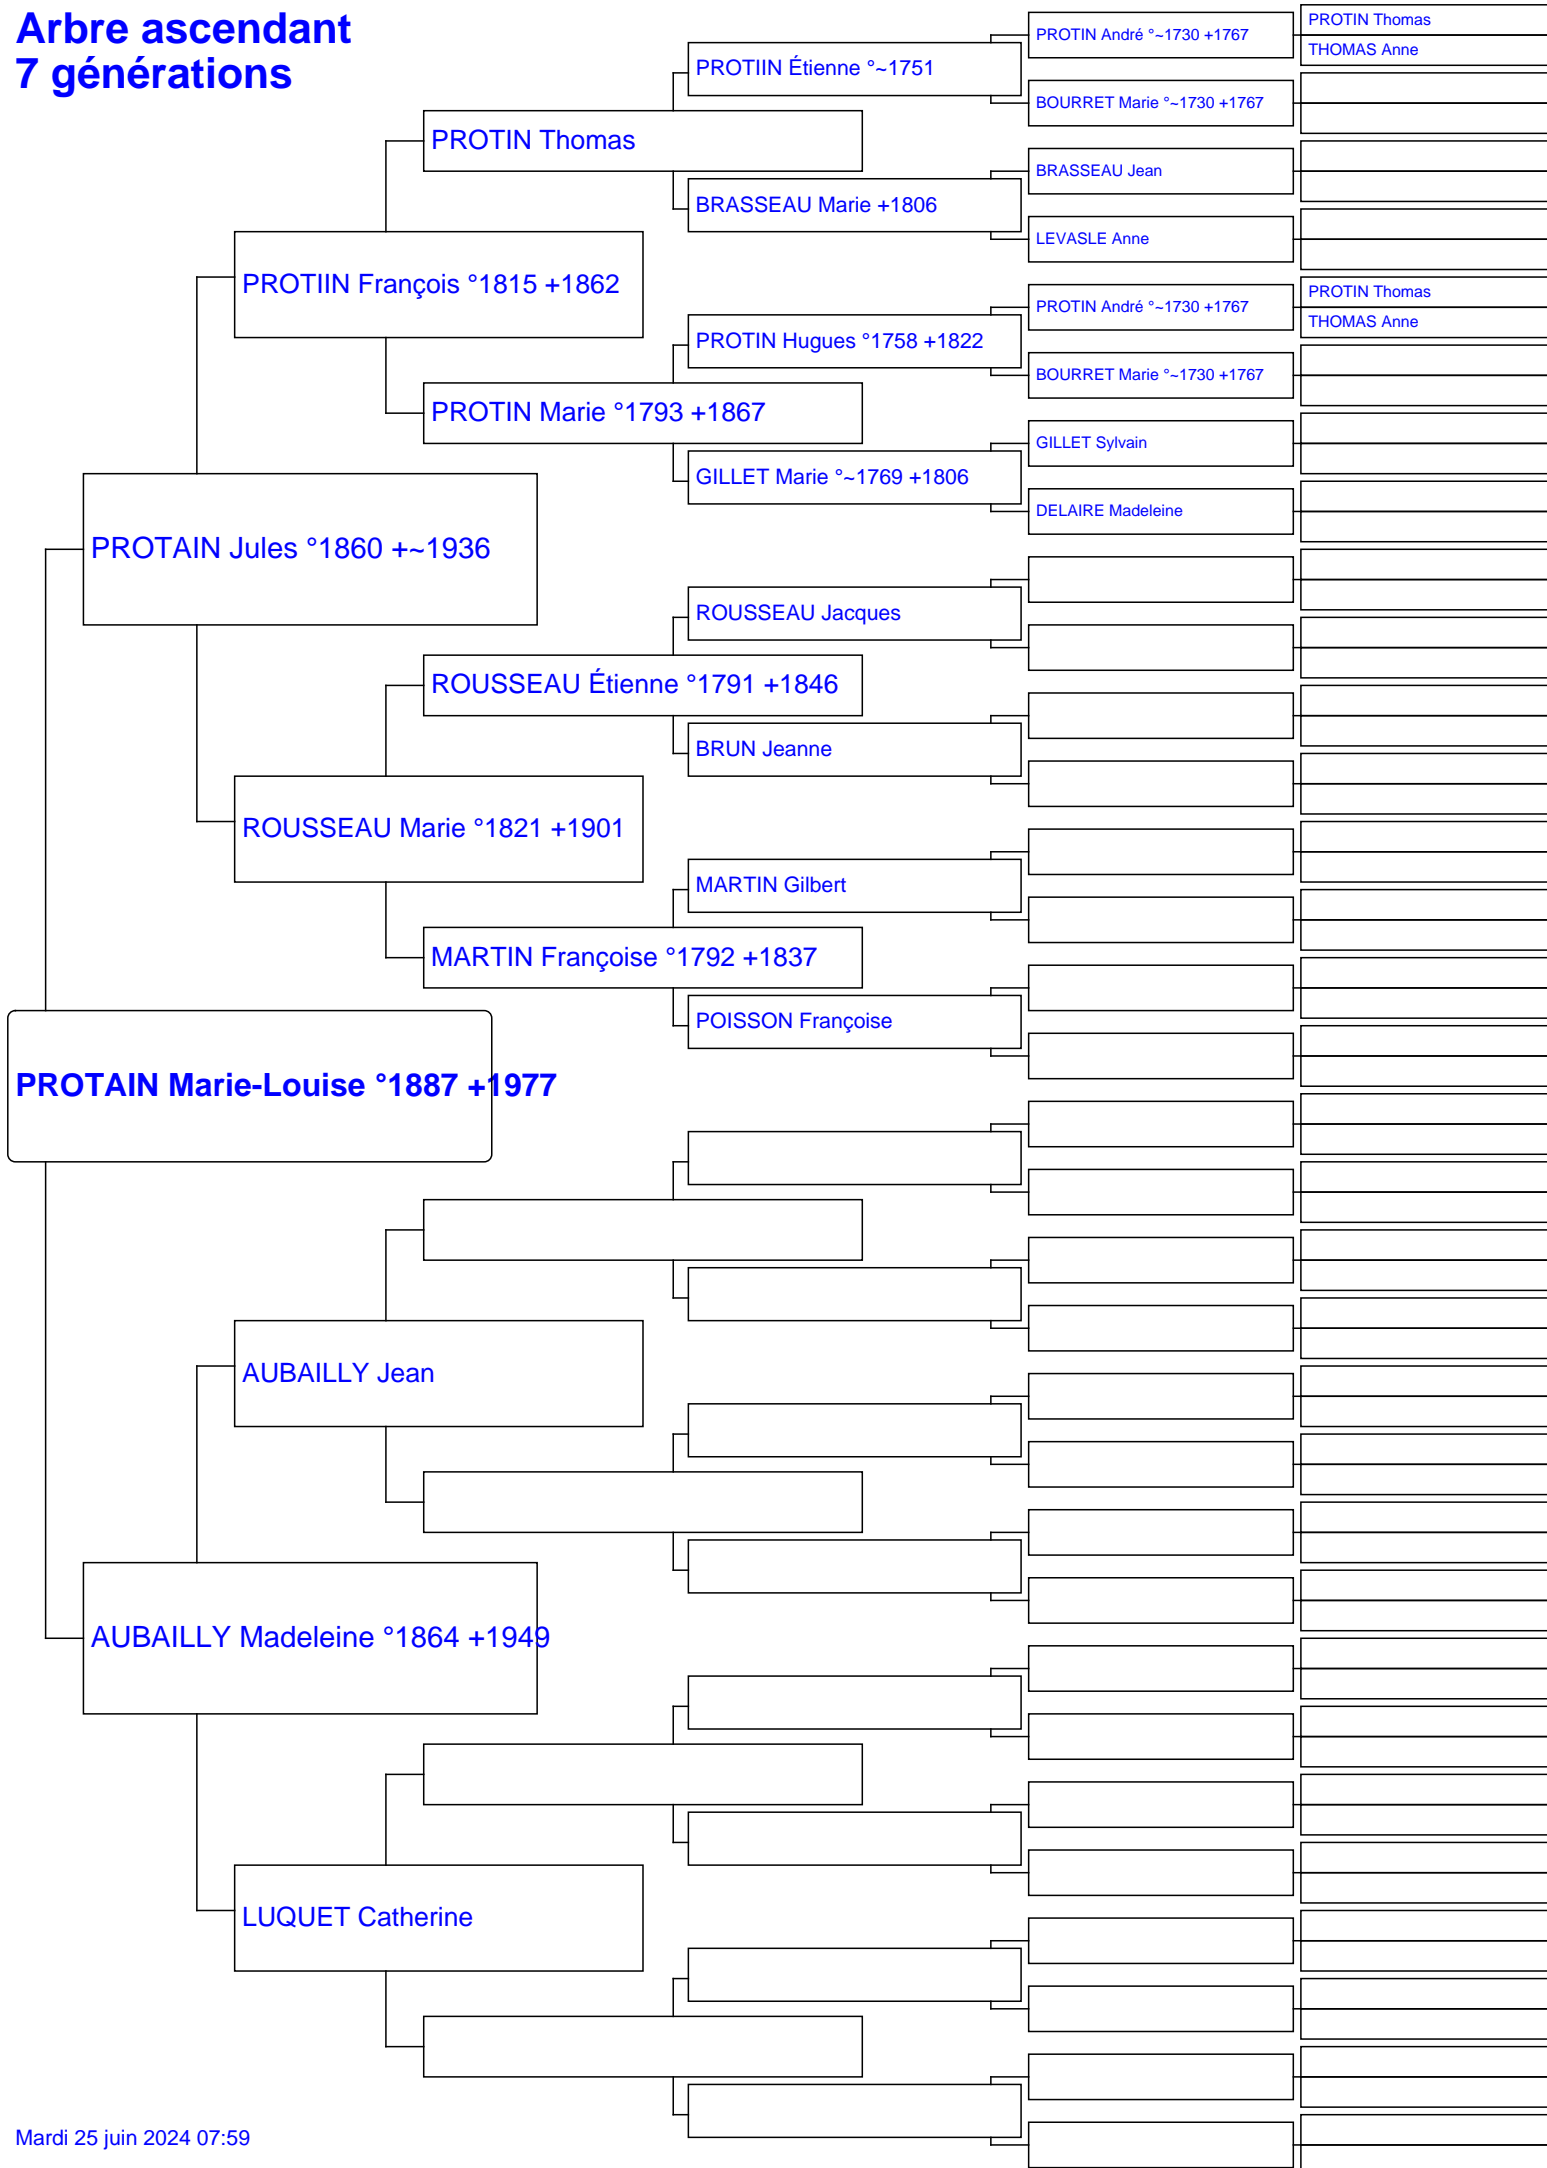 Arbre ascendant
7 générations
PROTIN Thomas
THOMAS Anne
PROTIN André °~1730 +1767
PROTIIN Étienne °~1751
BOURRET Marie °~1730 +1767
PROTIN Thomas
BRASSEAU Jean
BRASSEAU Marie +1806
LEVASLE Anne
PROTIIN François °1815 +1862
PROTIN Thomas
THOMAS Anne
PROTIN André °~1730 +1767
PROTIN Hugues °1758 +1822
BOURRET Marie °~1730 +1767
PROTIN Marie °1793 +1867
GILLET Sylvain
GILLET Marie °~1769 +1806
DELAIRE Madeleine
PROTAIN Jules °1860 +~1936
ROUSSEAU Jacques
ROUSSEAU Étienne °1791 +1846
BRUN Jeanne
ROUSSEAU Marie °1821 +1901
MARTIN Gilbert
MARTIN Françoise °1792 +1837
POISSON Françoise
PROTAIN Marie-Louise °1887 +1977
AUBAILLY Jean
AUBAILLY Madeleine °1864 +1949
LUQUET Catherine
Mardi 25 juin 2024 07:59